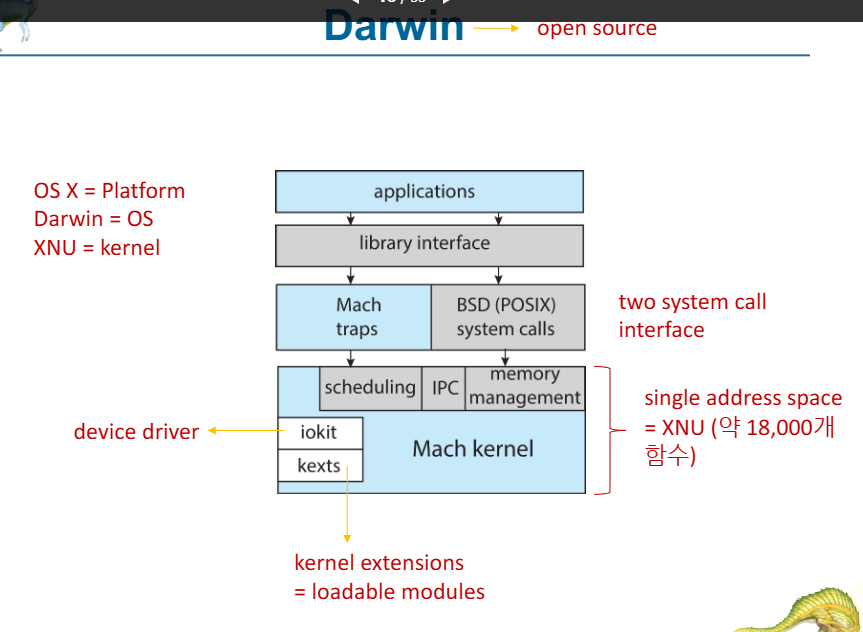 Darwin
open source
OS X = Platform
Darwin = OS
XNU = kernel
applications
library interface
Mach
traps
BSD (POSIX)
system calls
two system call
interface
scheduling
IPC
memory
management
iokit
kexts
Mach kernel
device driver
single address space
= XNU (약 18,000개
함수)
kernel extensions
= loadable modules